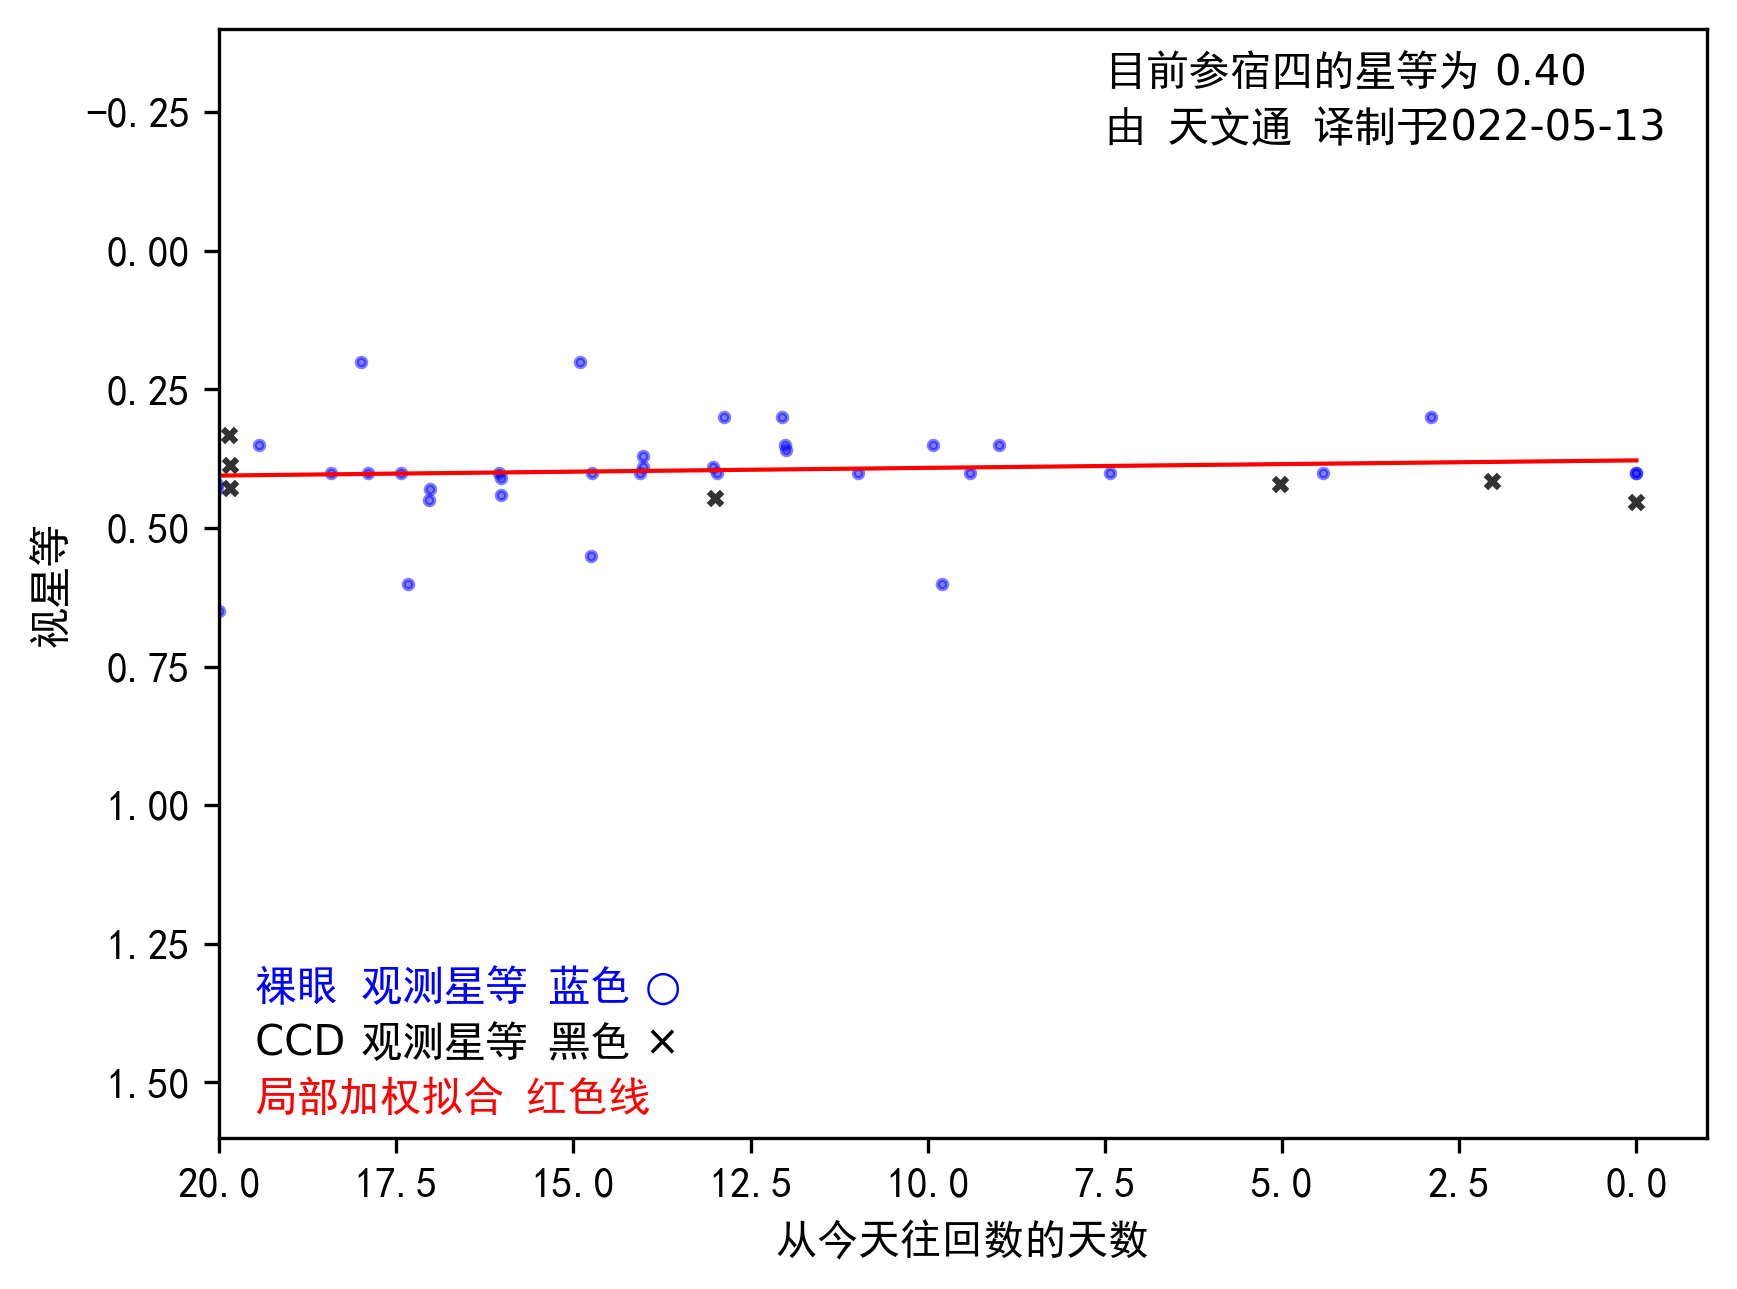 目前参宿四的星等为 0.40
由 天文通 译制于2022-05-13
−0.25
0.00
0.25
0.50
0.75
1.00
1.25
1.50
视星等
裸眼 观测星等 蓝色 ○
CCD 观测星等 黑色 ×
局部加权拟合 红色线
20.0 17.5 15.0 12.5 10.0 7.5 5.0 2.5 0.0
从今天往回数的天数